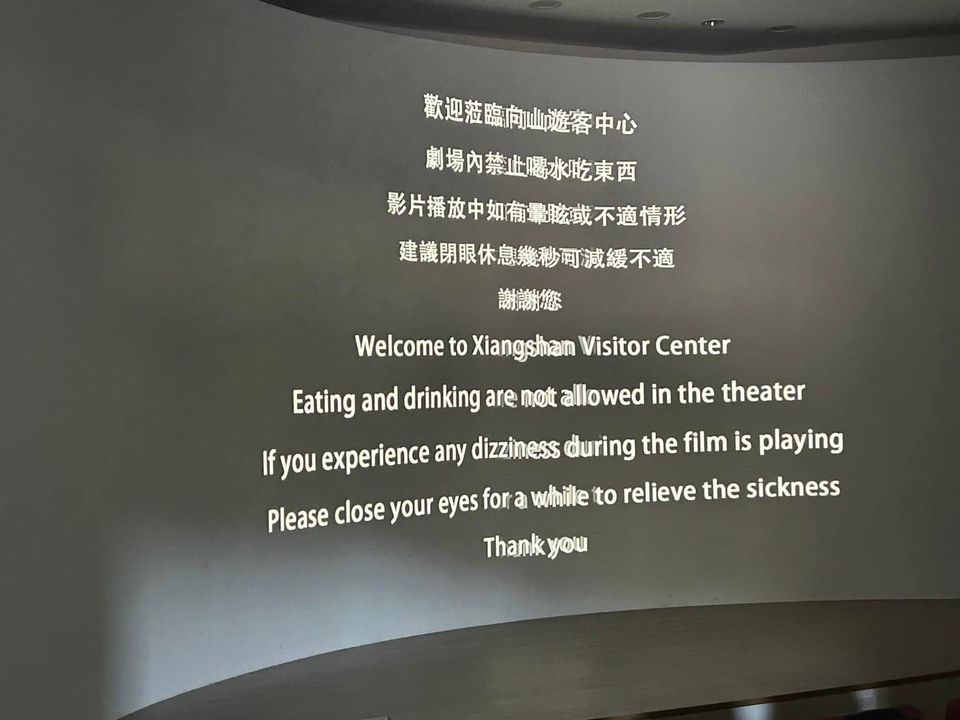 歡迎蒞臨向山遊客中心
劇場內禁止喝水吃東西
影片播放中如有暈眩或不適情形
建議閉眼休息幾秒可減緩不適
謝謝您
Welcome to Xiangshan Visitor Center
Eating and drinking are not allowed in the theater
If you experience any dizziness during the film is playing
Please close your eyes for a while to relieve the sickness
Thank you